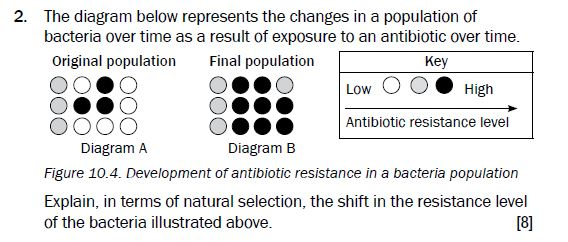 2. The diagram below represents the changes in a population of
bacteria over time as a result of exposure to an antibiotic over time.
Original population
Final population
Key
Low
High
Antibiotic resistance level
Diagram A
Diagram B
Figure 10.4. Development of antibiotic resistance in a bacteria population
Explain, in terms of natural selection, the shift in the resistance level
of the bacteria illustrated above. [8]